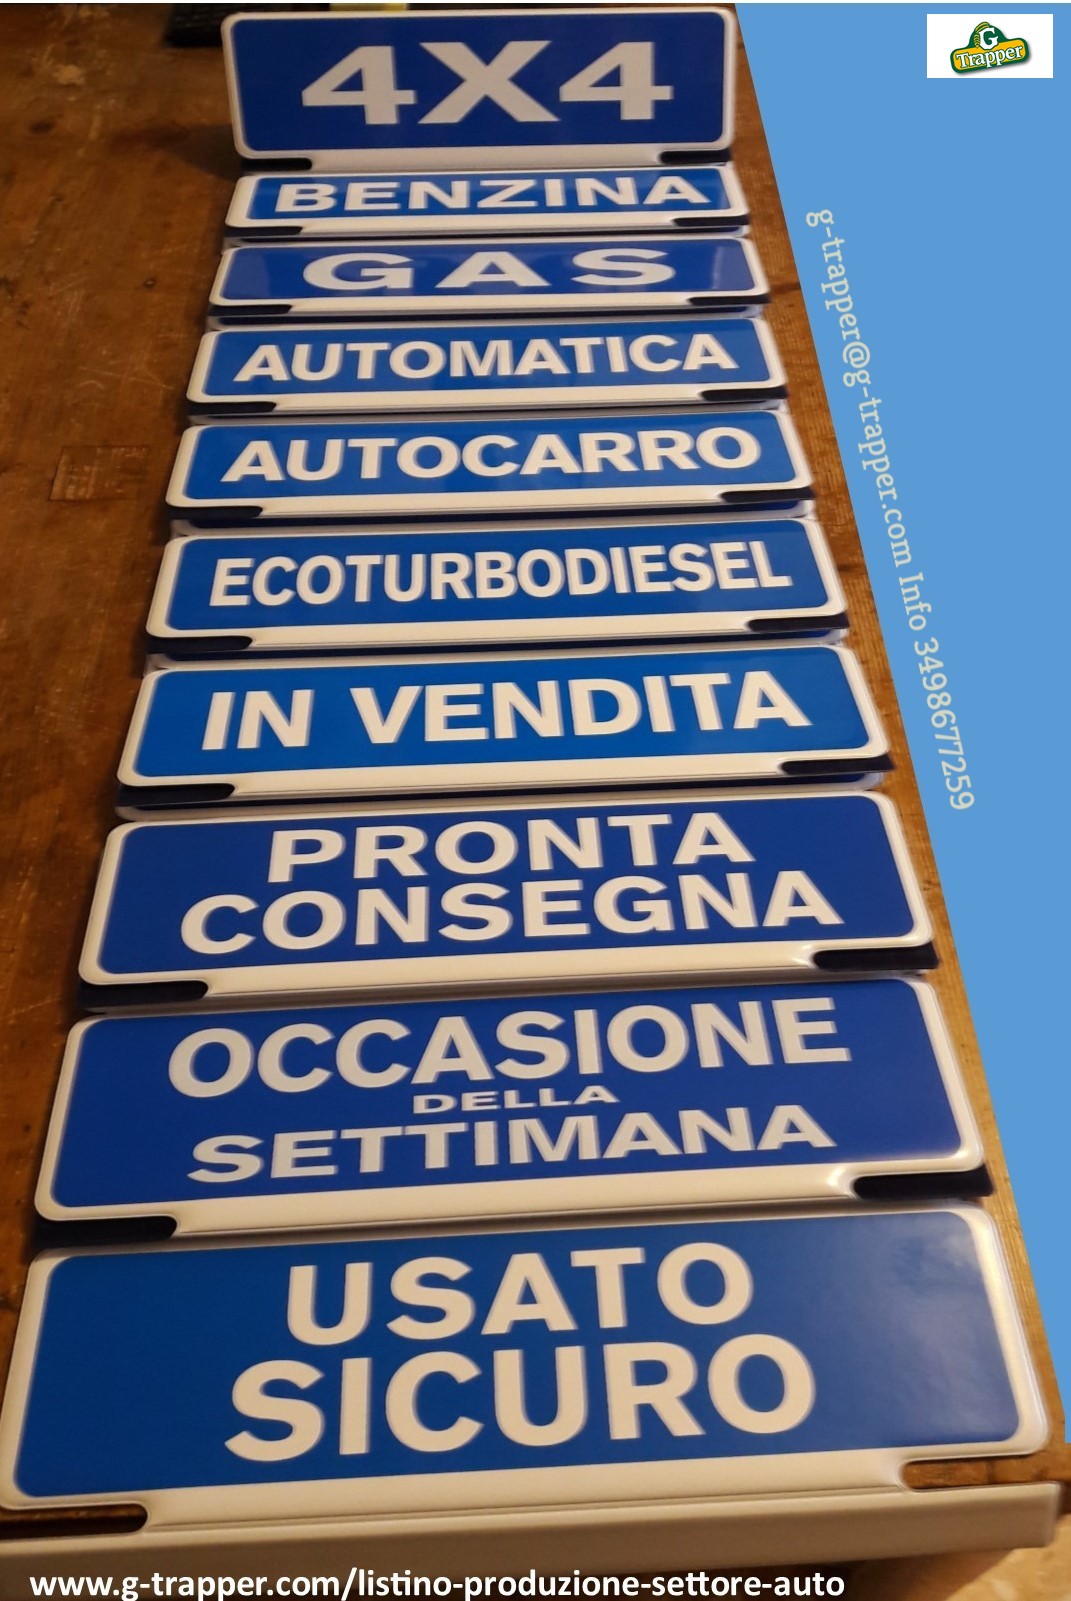 G
Trapper
4X4
BENZINA
GAS
AUTOMATICA
AUTOCARRO
ECOTURBODIESEL
IN VENDITA
PRONTA
CONSEGNA
OCCASIONE
DELLA
SETTIMANA
USATO
SICURO
g-trapper@g-trapper.com Info 3498677259
www.g-trapper.com/listino-produzione-settore-auto